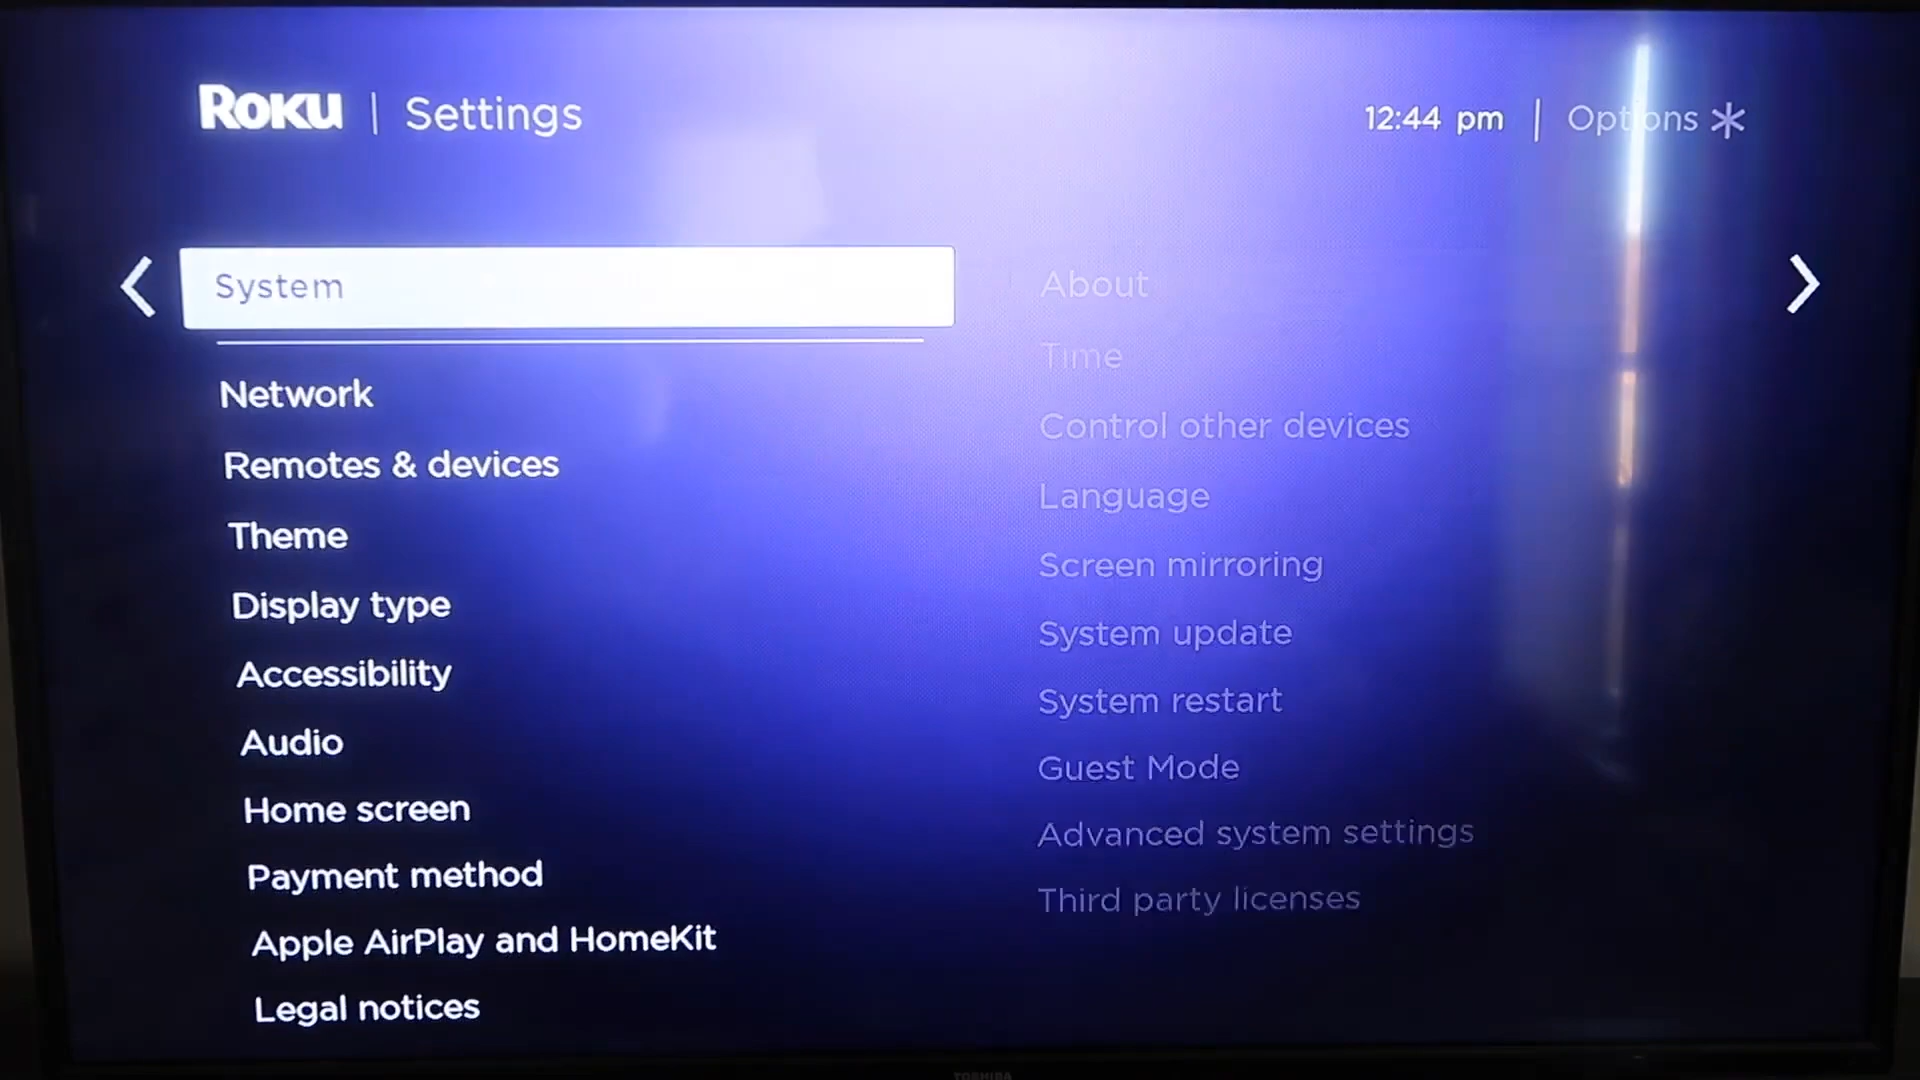 Roku | Settings
12:44 pm | Options *
System
Network
Remotes & devices
Theme
Display type
Accessibility
Audio
Home screen
Payment method
Apple AirPlay and HomeKit
Legal notices
About
Time
Control other devices
Language
Screen mirroring
System update
System restart
Guest Mode
Advanced system settings
Third party licenses
TOSHIBA